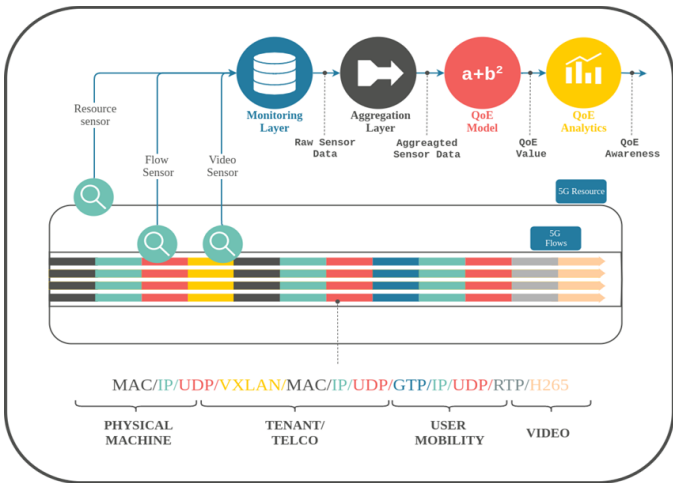 a+b²
Monitoring
Layer
Aggregation
Layer
QoE
Model
QoE
Analytics
Resource
sensor
Raw Sensor
Data
Aggreagted
Sensor Data
QoE
Value
QoE
Awareness
Flow
Sensor
Video
Sensor
5G Resource
5G
Flows
MAC/IP/UDP/VXLAN/MAC/IP/UDP/GTP/IP/UDP/RTP/H265
PHYSICAL
MACHINE
TENANT/
TELCO
USER
MOBILITY
VIDEO